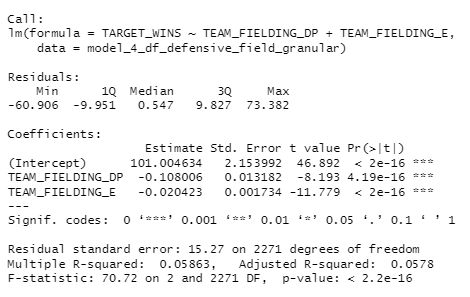 Call:
lm(formula = TARGET_WINS ~ TEAM_FIELDING_DP + TEAM_FIELDING_E,
    data = model_4_df_defensive_field_granular)

Residuals:
    Min      1Q  Median      3Q     Max
-60.906  -9.951   0.547   9.827  73.382

Coefficients:
                   Estimate Std. Error t value Pr(>|t|)
(Intercept)      101.004634   2.153992  46.892  < 2e-16 ***
TEAM_FIELDING_DP  -0.108006   0.013182  -8.193 4.19e-16 ***
TEAM_FIELDING_E   -0.020423   0.001734 -11.779  < 2e-16 ***
---
Signif. codes:  0 ‘***’ 0.001 ‘**’ 0.01 ‘*’ 0.05 ‘.’ 0.1 ‘ ’ 1

Residual standard error: 15.27 on 2271 degrees of freedom
Multiple R-squared:  0.05863,	Adjusted R-squared:  0.0578
F-statistic: 70.72 on 2 and 2271 DF,  p-value: < 2.2e-16